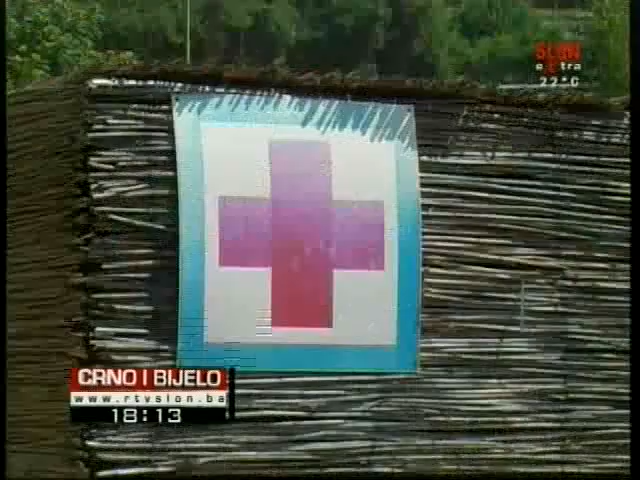 SLON
extra
22°C
CRNO I BIJELO
www.rtvslon.ba
18:13